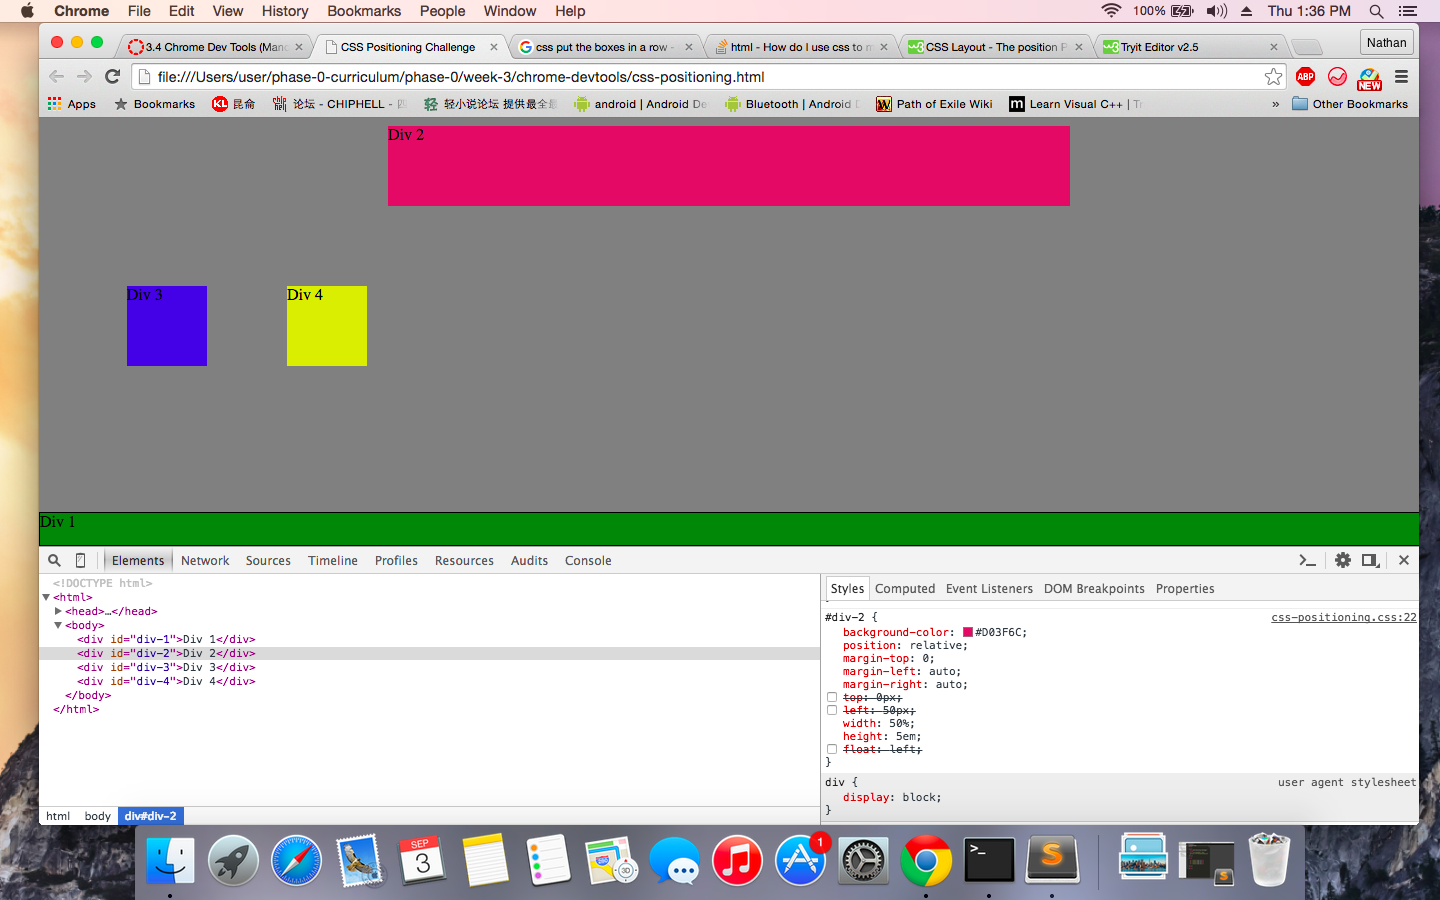 Chrome File Edit View History Bookmarks People Window Help 100% Thu 1:36 PM
3.4 Chrome Dev Tools (Manc CSS Positioning Challenge css put the boxes in a row - html - How do I use css to m CSS Layout - The position P Tryit Editor v2.5 Nathan
file:///Users/user/phase-0-curriculum/phase-0/week-3/chrome-devtools/css-positioning.html ABP NEW
Apps Bookmarks KL 昆侖 论坛 - CHIPHELL - 轻小说论坛 提供最全最 android | Android De Bluetooth | Android D Path of Exile Wiki m Learn Visual C++ | T » Other Bookmarks
Div 2
Div 3 Div 4
Div 1
Elements Network Sources Timeline Profiles Resources Audits Console
<!DOCTYPE html>
<html>
<head>…</head>
<body>
<div id="div-1">Div 1</div>
<div id="div-2">Div 2</div>
<div id="div-3">Div 3</div>
<div id="div-4">Div 4</div>
</body>
</html>
html body div#div-2
Styles Computed Event Listeners DOM Breakpoints Properties
#div-2 { css-positioning.css:22
background-color: #D03F6C;
position: relative;
margin-top: 0;
margin-left: auto;
margin-right: auto;
top: 0px;
left: 50px;
width: 50%;
height: 5em;
float: left;
}
div { user agent stylesheet
display: block;
}
SEP
3
3D
1